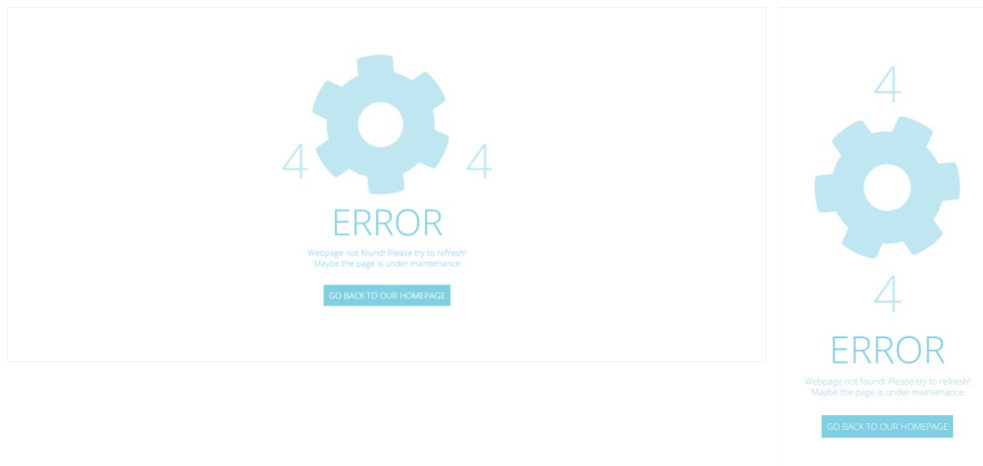 4 4
ERROR
Webpage not found! Please try to refresh!
Maybe the page is under maintenance
GO BACK TO OUR HOMEPAGE
4
4
ERROR
Webpage not found! Please try to refresh!
Maybe the page is under maintenance
GO BACK TO OUR HOMEPAGE